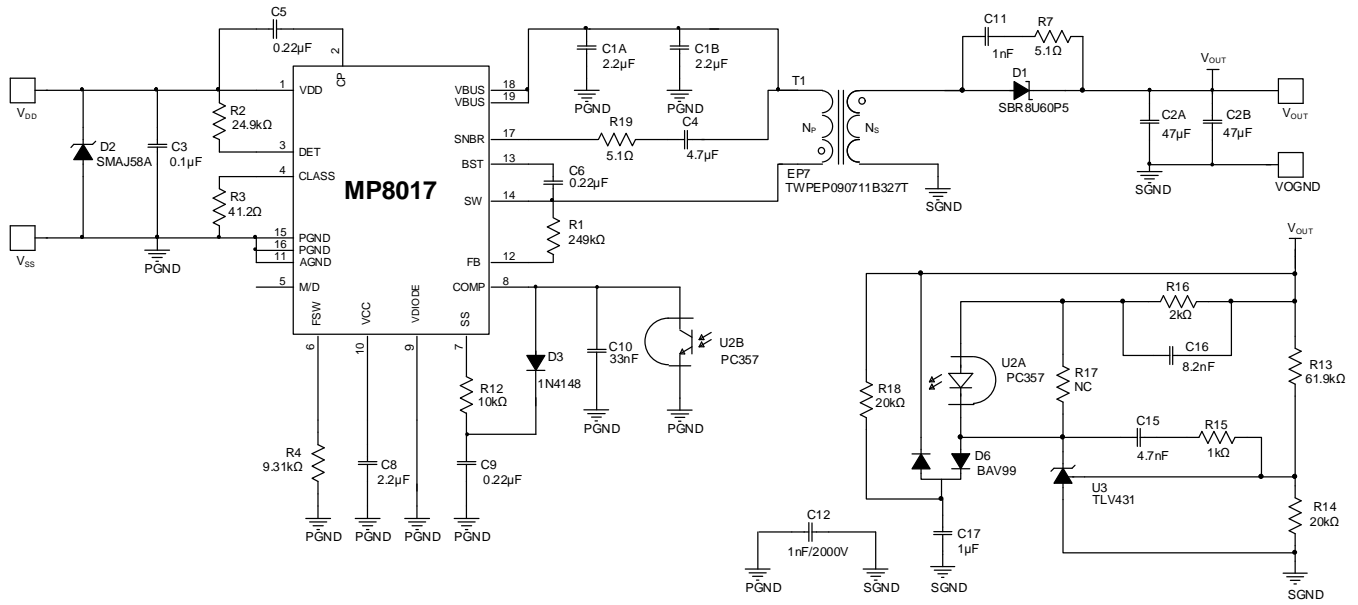 C5
0.22µF
2
CP
V_DD
1
VDD
R2
24.9kΩ
D2
SMAJ58A
C3
0.1µF
3
DET
4
CLASS
R3
41.2Ω
V_SS
PGND
15
PGND
16
PGND
11
AGND
5
M/D
MP8017
VBUS
18
VBUS
19
SNBR
17
BST
13
SW
14
FB
12
COMP
8
FSW
VCC
VDIODE
SS
6
10
9
7
C1A
2.2µF
PGND
C1B
2.2µF
PGND
R19
5.1Ω
C4
4.7µF
C6
0.22µF
R1
249kΩ
T1
N_P
N_S
EP7
TWPEP090711B327T
C11
1nF
R7
5.1Ω
D1
SBR8U60P5
SGND
V_OUT
C2A
47µF
C2B
47µF
V_OUT
SGND
VOGND
R4
9.31kΩ
PGND
C8
2.2µF
PGND
PGND
R12
10kΩ
C9
0.22µF
PGND
D3
1N4148
C10
33nF
PGND
U2B
PC357
PGND
V_OUT
R16
2kΩ
C16
8.2nF
R13
61.9kΩ
R18
20kΩ
U2A
PC357
R17
NC
C15
4.7nF
R15
1kΩ
D6
BAV99
U3
TLV431
R14
20kΩ
C17
1µF
SGND
SGND
C12
1nF/2000V
PGND
SGND